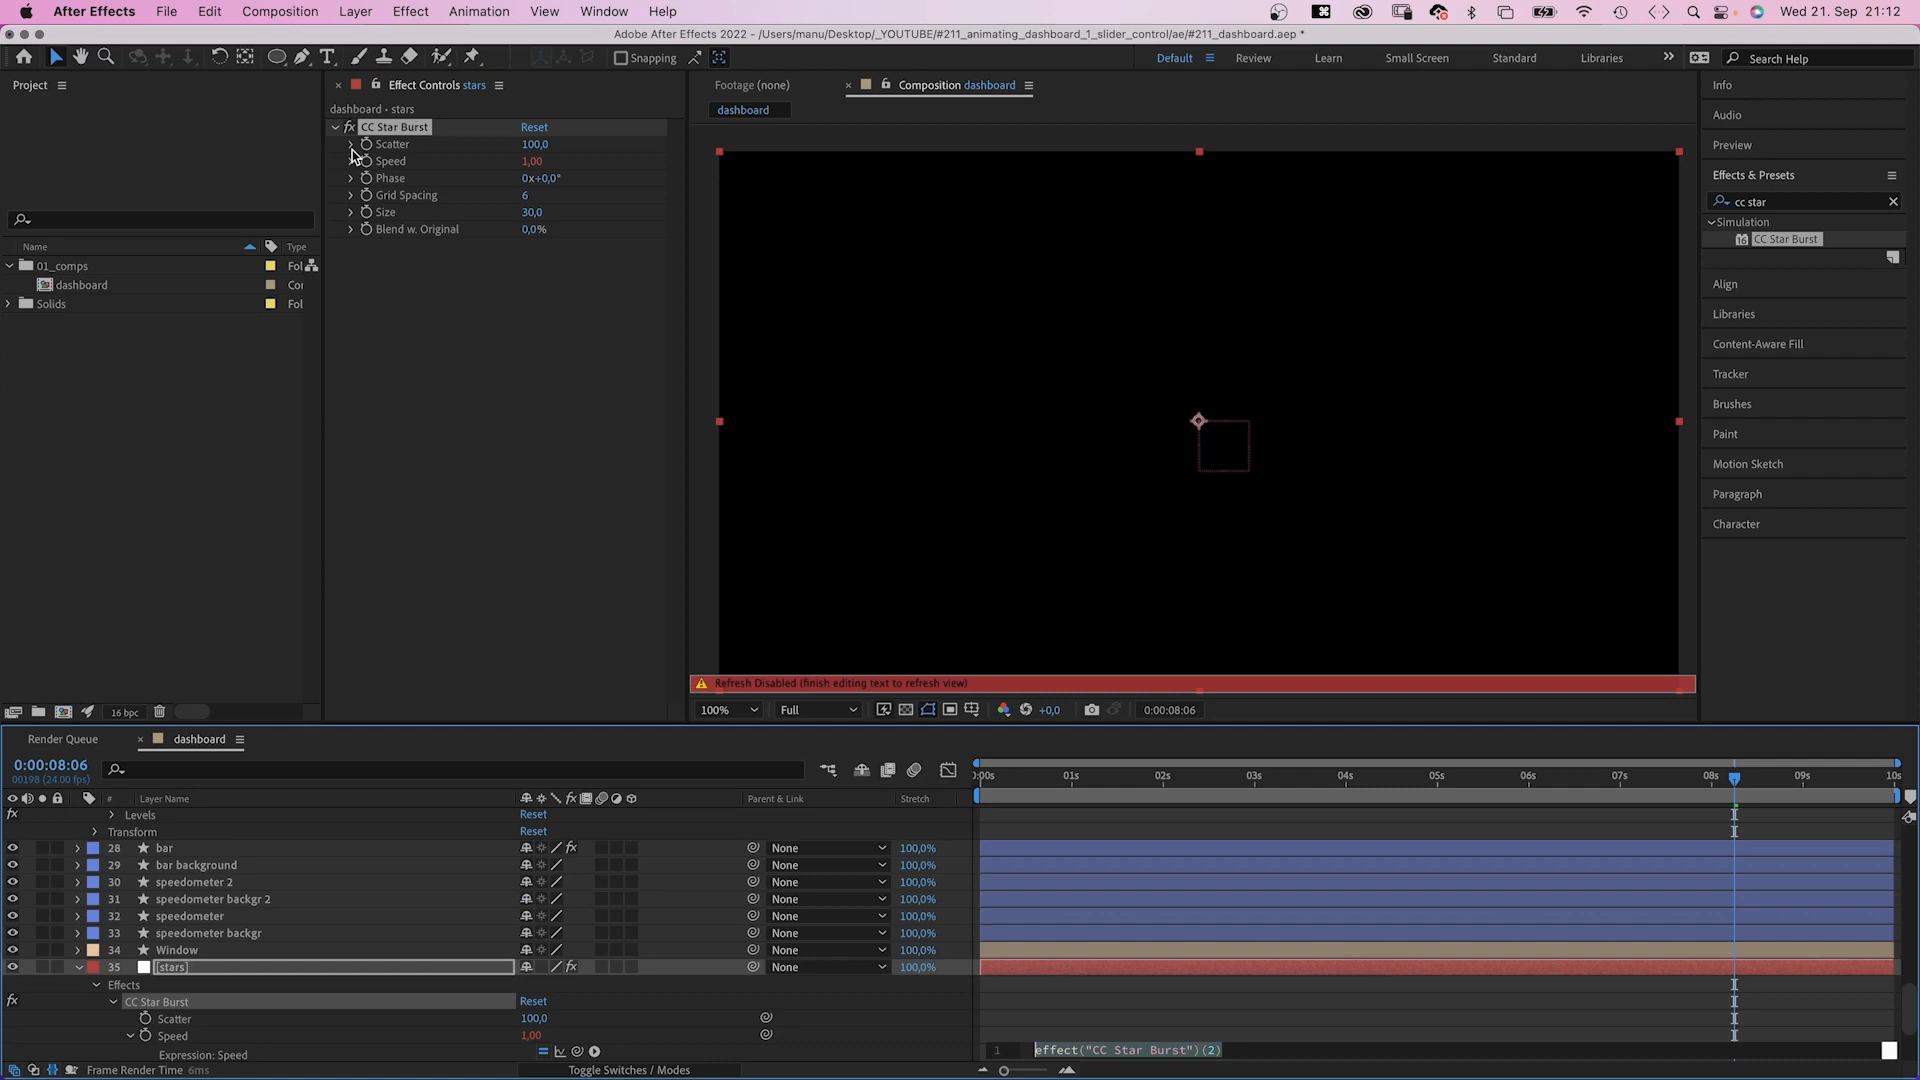 After Effects File Edit Composition Layer Effect Animation View Window Help Wed 21. Sep 21:12
Adobe After Effects 2022 - /Users/manu/Desktop/_YOUTUBE/#211_animating_dashboard_1_slider_control/ae/#211_dashboard.aep *
Snapping Default Review Learn Small Screen Standard Libraries Search Help
Project
Effect Controls stars
Footage (none)
Composition dashboard
Info
dashboard • stars
dashboard
Audio
CC Star Burst Reset
Scatter 100,0
Preview
Speed 1,00
Phase 0x+0,0°
Effects & Presets
Grid Spacing 6
cc star
Size 30,0
Simulation
Blend w. Original 0,0%
16 CC Star Burst
Name Type
01_comps Fol
dashboard Cor
Align
Solids Fol
Libraries
Content-Aware Fill
Tracker
Brushes
Paint
Motion Sketch
Paragraph
Character
Refresh Disabled (finish editing text to refresh view)
16 bpc
100% Full +0,0 0:00:08:06
Render Queue dashboard
0:00:08:06
00198 (24.00 fps)
):00s 01s 02s 03s 04s 05s 06s 07s 08s 09s 10s
# Layer Name Parent & Link Stretch
fx Levels Reset
Transform Reset
28 bar fx None 100,0%
29 bar background None 100,0%
30 speedometer 2 None 100,0%
31 speedometer backgr 2 None 100,0%
32 speedometer None 100,0%
33 speedometer backgr None 100,0%
34 Window None 100,0%
35 [stars] fx None 100,0%
Effects
fx CC Star Burst Reset
Scatter 100,0
Speed 1,00
Expression: Speed
1 effect("CC Star Burst")(2)
Frame Render Time 6ms
Toggle Switches / Modes